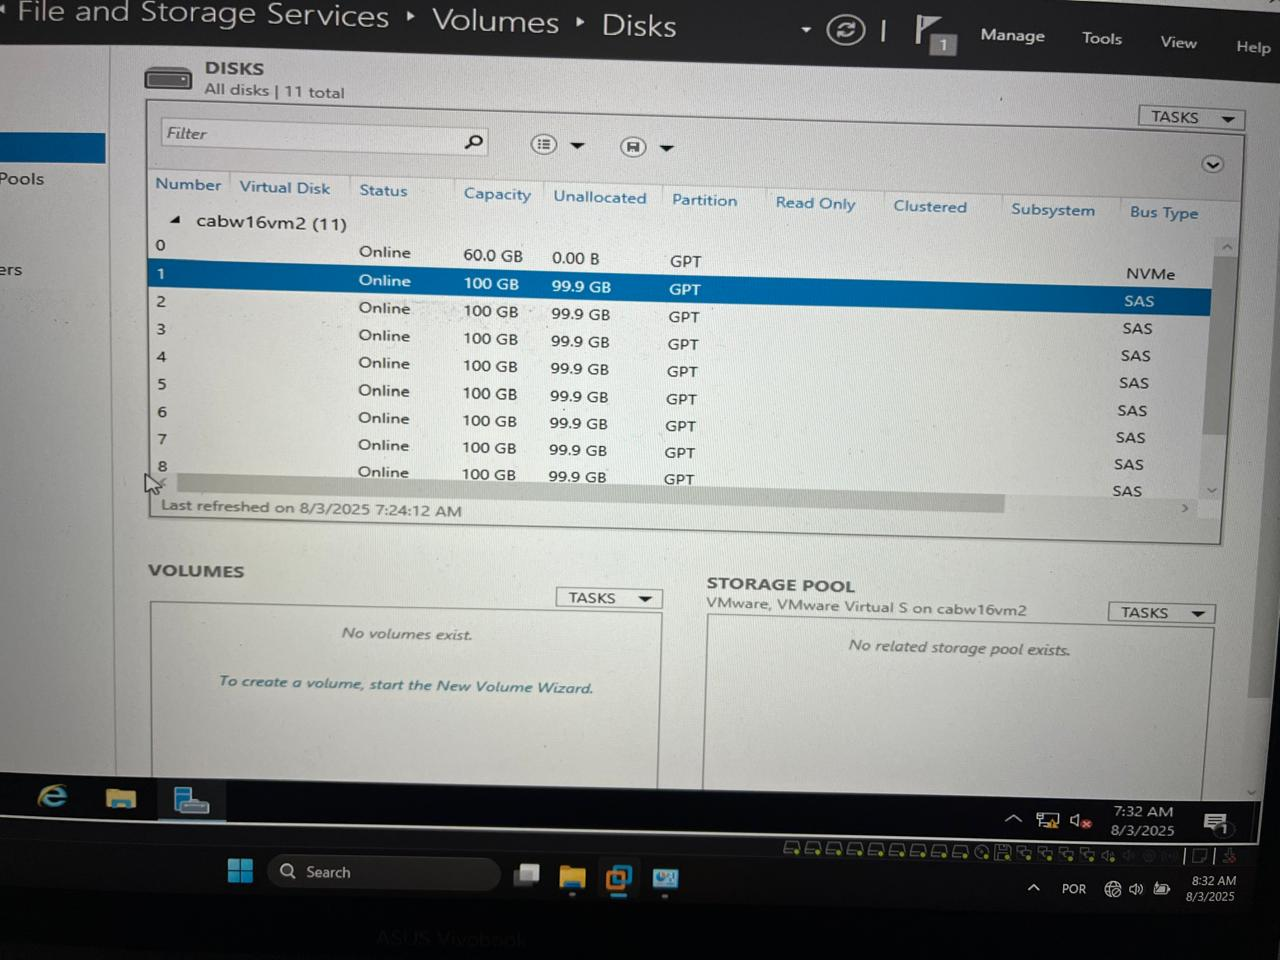 File and Storage Services ‣ Volumes ‣ Disks
1
Manage
Tools
View
Help
DISKS
All disks | 11 total
TASKS
Filter
Pools
ers
Number Virtual Disk Status Capacity Unallocated Partition Read Only Clustered Subsystem Bus Type
cabw16vm2 (11)
0 Online 60.0 GB 0.00 B GPT NVMe
1 Online 100 GB 99.9 GB GPT SAS
2 Online 100 GB 99.9 GB GPT SAS
3 Online 100 GB 99.9 GB GPT SAS
4 Online 100 GB 99.9 GB GPT SAS
5 Online 100 GB 99.9 GB GPT SAS
6 Online 100 GB 99.9 GB GPT SAS
7 Online 100 GB 99.9 GB GPT SAS
8 Online 100 GB 99.9 GB GPT SAS
Last refreshed on 8/3/2025 7:24:12 AM
VOLUMES
TASKS
No volumes exist.
To create a volume, start the New Volume Wizard.
STORAGE POOL
VMware, VMware Virtual S on cabw16vm2
TASKS
No related storage pool exists.
7:32 AM
8/3/2025
1
Search
POR
8:32 AM
8/3/2025
ASUS Vivobook